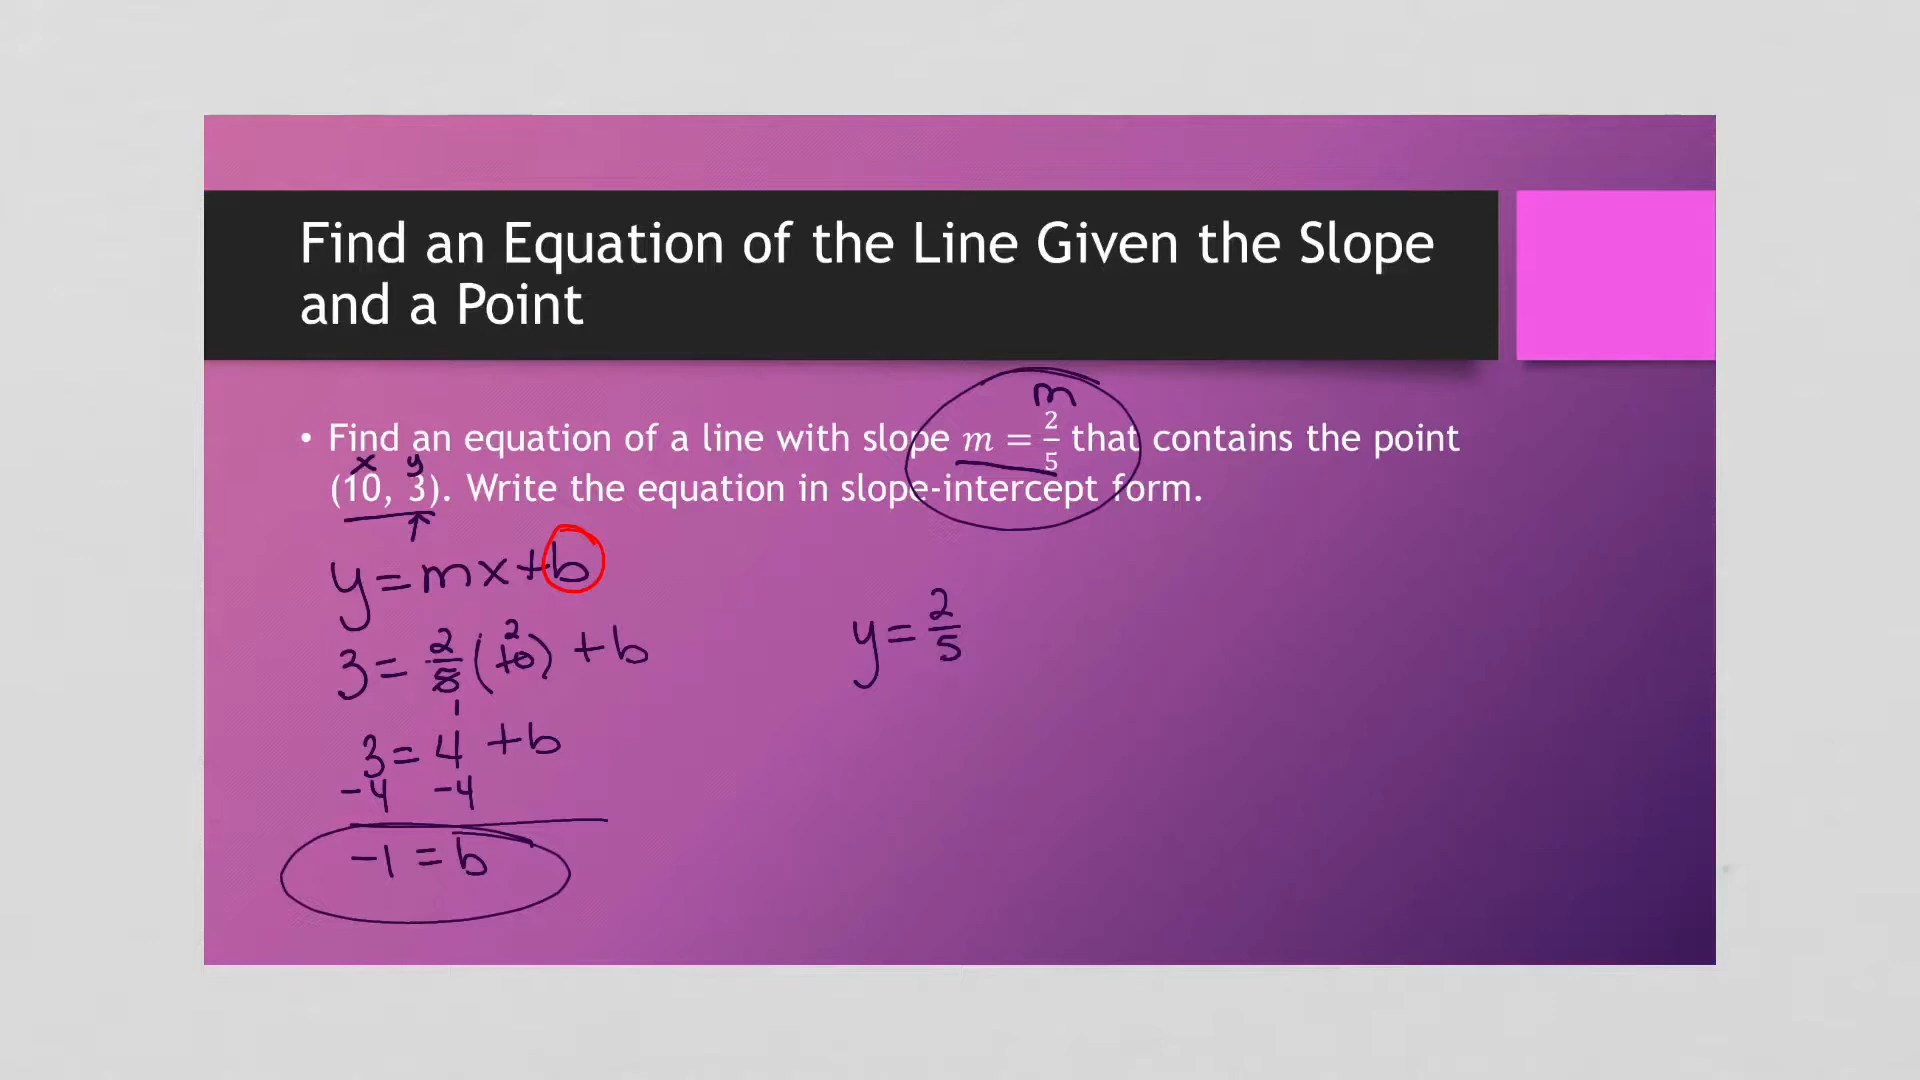 Find an Equation of the Line Given the Slope
and a Point
m
• Find an equation of a line with slope m = 2/5 that contains the point
x y
(10, 3). Write the equation in slope-intercept form.
y = mx + b
2
3 = 2/5 (10) + b
1
3 = 4 + b
-4 -4
-1 = b
y = 2/5